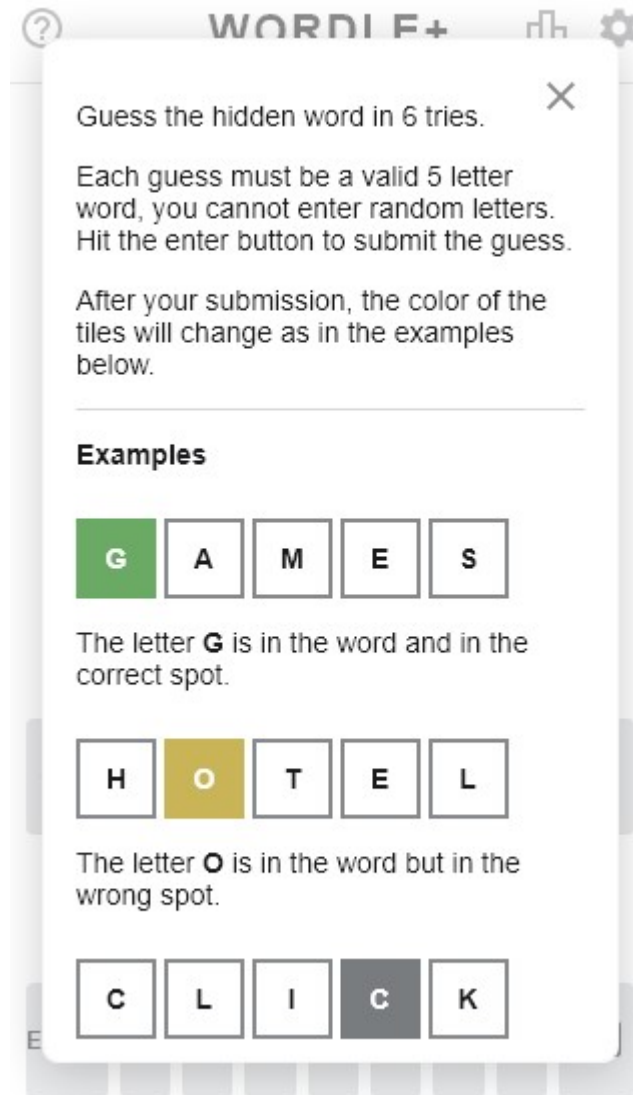 WORDLE+
Guess the hidden word in 6 tries.
Each guess must be a valid 5 letter
word, you cannot enter random letters.
Hit the enter button to submit the guess.
After your submission, the color of the
tiles will change as in the examples
below.
Examples
G A M E S
The letter G is in the word and in the
correct spot.
H O T E L
The letter O is in the word but in the
wrong spot.
C L I C K
E